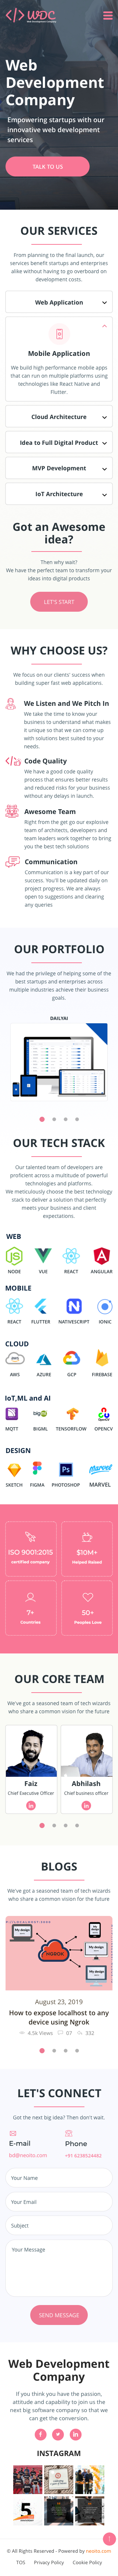 WDC
Web
Development
Company
Empowering startups with our
innovative web development
services
TALK TO US
OUR SERVICES
From planning to the final launch, our
services benefit startups and enterprises
alike without having to go overboard on
development costs.
Web Application
Mobile Application
We build high performance mobile apps
that can run on multiple platforms using
technologies like React Native and
Flutter.
Cloud Architecture
Idea to Full Digital Product
MVP Development
IoT Architecture
Got an Awesome
idea?
Then why wait!?
We have the perfect team to transform your
ideas into digital products
LET'S START
WHY CHOOSE US?
We focus on our clients' success when
building super fast web applications.
We Listen and We Pitch In
We take the time to know your
business to understand what makes
it unique so that we can come up
with solutions best suited to your
needs.
Code Quality
We have a good code quality
process that ensures better results
and reduced risks for your business
without any delays in launch.
Awesome Team
Right from the get go our explosive
team of architects, developers and
team leaders work together to bring
you the best tech solutions
Communication
Communication is a key part of our
success. You'll be updated daily on
project progress. We are always
open to suggestions and clearing
any queries
OUR PORTFOLIO
We had the privilege of helping some of the
best startups and enterprises across
multiple industries achieve their business
goals.
DAILYAI
OUR TECH STACK
Our talented team of developers are
proficient across a multitude of powerful
technologies.
We meticulously choose the best technology
stack to deliver a solution that perfectly
meets your business and client
expectations.
WEB
NODE
VUE
REACT
ANGULAR
MOBILE
REACT
FLUTTER
NATIVESCRIPT
IONIC
CLOUD
AWS
AZURE
GCP
FIREBASE
IoT,ML and AI
MQTT
BIGML
TENSORFLOW
OPENCV
DESIGN
SKETCH
FIGMA
PHOTOSHOP
MARVEL
ISO 9001:2015
certified company
$10M+
Helped Raised
7+
Countries
50+
Peoples Love
OUR CORE TEAM
We've got a seasoned team of tech wizards
who share a common vision for the future
Faiz
Chief Executive Officer
Abhilash
Chief business officer
BLOGS
We've got a seasoned team of tech wizards
who share a common vision for the future
August 23, 2019
How to expose localhost to any
device using Ngrok
4.5k Views
07
332
LET'S CONNECT
Got the next big idea? Then don't wait.
E-mail
bd@neoito.com
Phone
+91 6238524492
Your Name
Your Email
Subject
Your Message
SEND MESSAGE
Web Development
Company
If you think you have the passion,
attitude and capability to join us the
next big software company so that we
can get the conversion.
INSTAGRAM
© All Rights Reserved - Powered by neoito.com
TOS
Privacy Policy
Cookie Policy